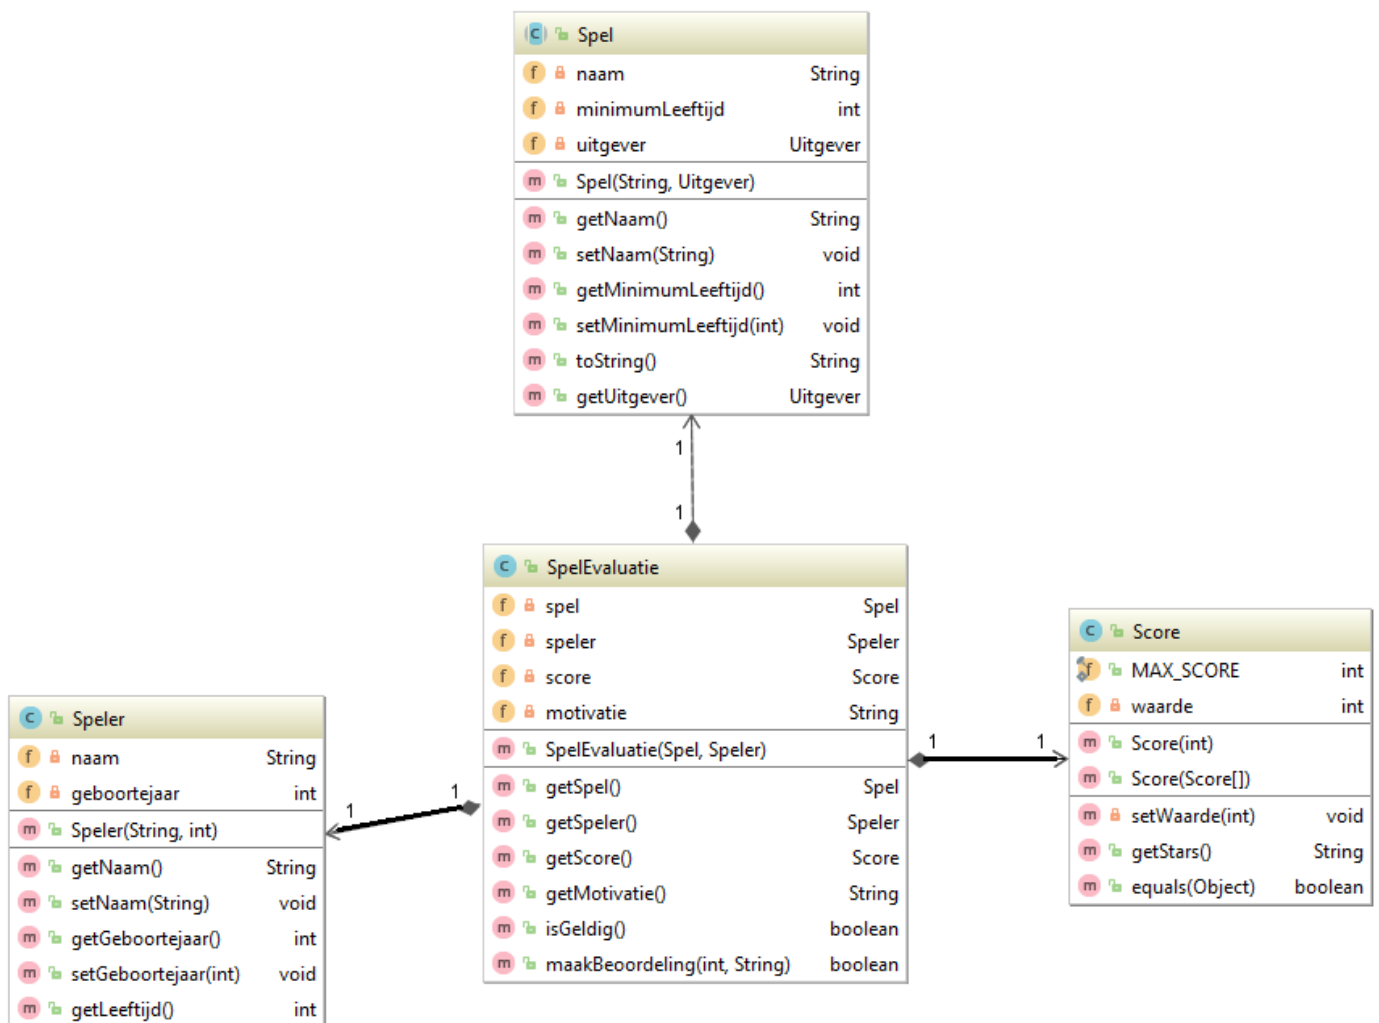 Spel
naam String
minimumLeeftijd int
uitgever Uitgever
Spel(String, Uitgever)
getNaam() String
setNaam(String) void
getMinimumLeeftijd() int
setMinimumLeeftijd(int) void
toString() String
getUitgever() Uitgever
1
1
SpelEvaluatie
spel Spel
speler Speler
score Score
motivatie String
SpelEvaluatie(Spel, Speler)
getSpel() Spel
getSpeler() Speler
getScore() Score
getMotivatie() String
isGeldig() boolean
maakBeoordeling(int, String) boolean
1 1
Score
MAX_SCORE int
waarde int
Score(int)
Score(Score[])
setWaarde(int) void
getStars() String
equals(Object) boolean
1 1
Speler
naam String
geboortejaar int
Speler(String, int)
getNaam() String
setNaam(String) void
getGeboortejaar() int
setGeboortejaar(int) void
getLeeftijd() int